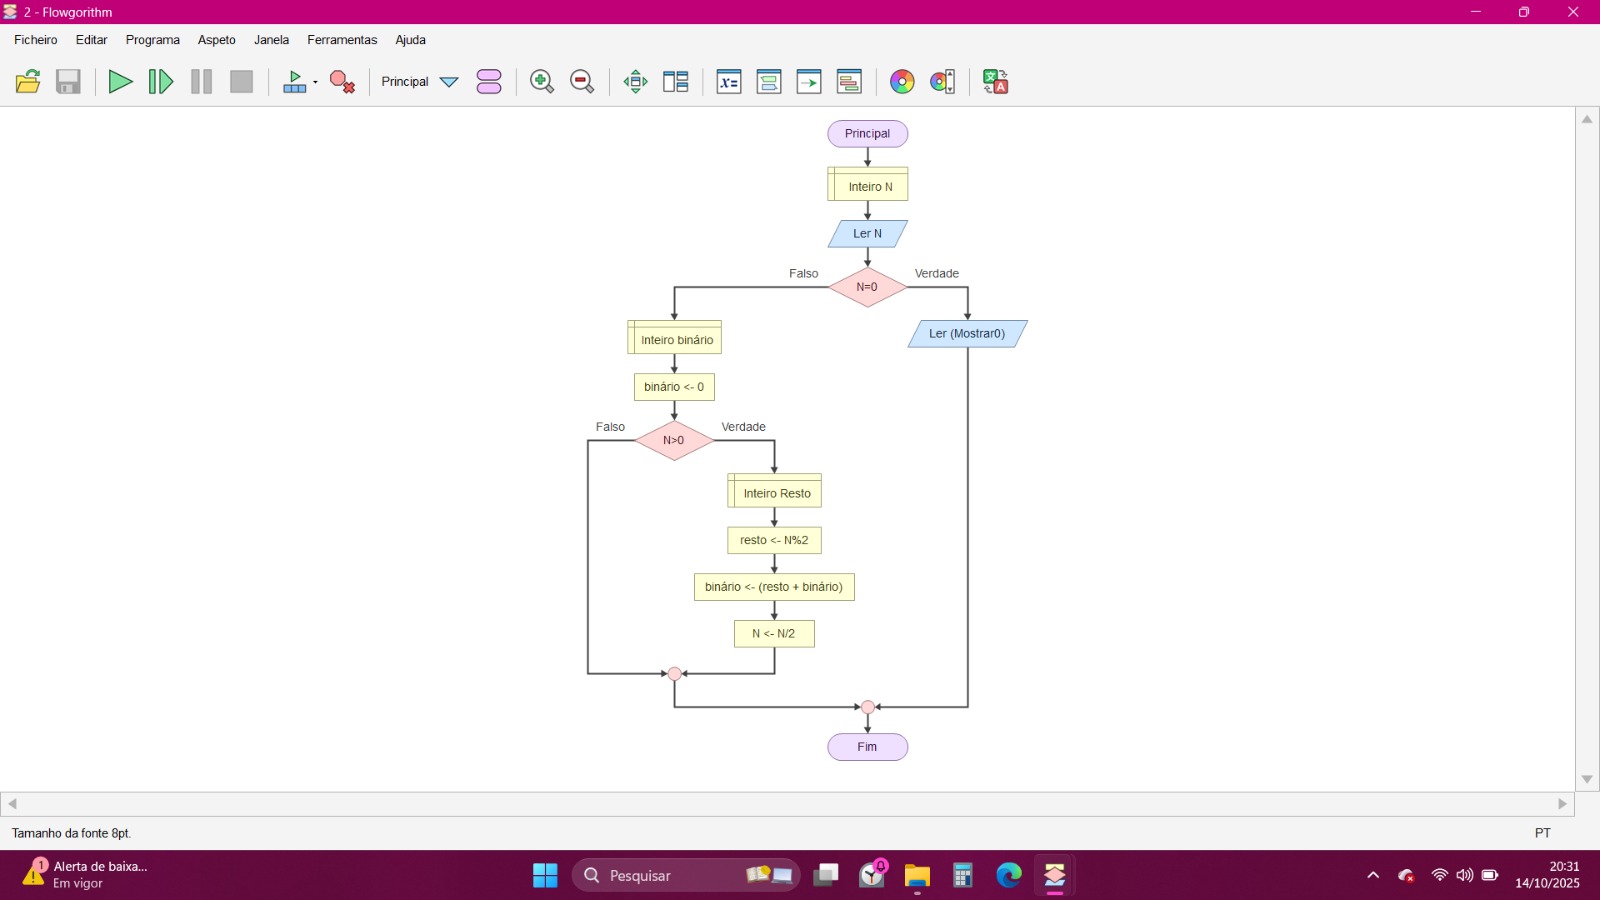 2 - Flowgorithm
Ficheiro Editar Programa Aspeto Janela Ferramentas Ajuda
Principal
Principal
Inteiro N
Ler N
Falso
Verdade
N=0
Inteiro binário
Ler (Mostrar0)
binário <- 0
Falso
Verdade
N>0
Inteiro Resto
resto <- N%2
binário <- (resto + binário)
N <- N/2
Fim
Tamanho da fonte 8pt.
PT
1
Alerta de baixa...
Em vigor
Pesquisar
20:31
14/10/2025